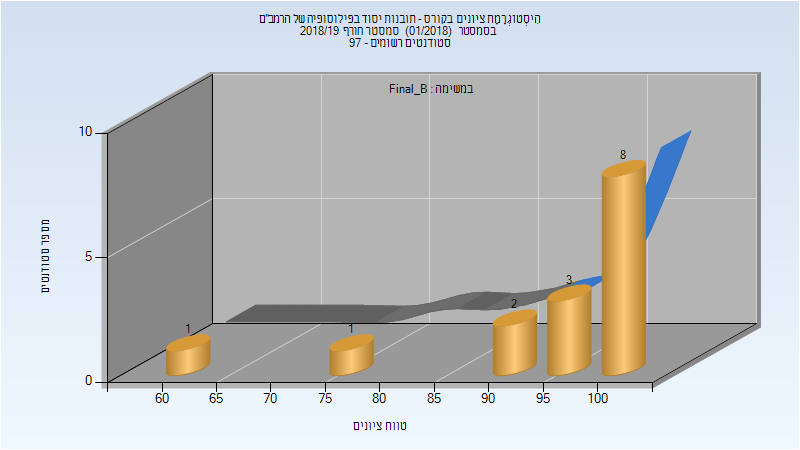 היסטוגרמת ציונים בקורס - תובנות יסוד בפילוסופיה של הרמב"ם
בסמסטר (01/2018) סמסטר חורף 2018/19
סטודנטים רשומים - 97
במשימה : Final_B
מספר סטודנטים
10
5
0
1
1
2
3
8
60 65 70 75 80 85 90 95 100
טווח ציונים